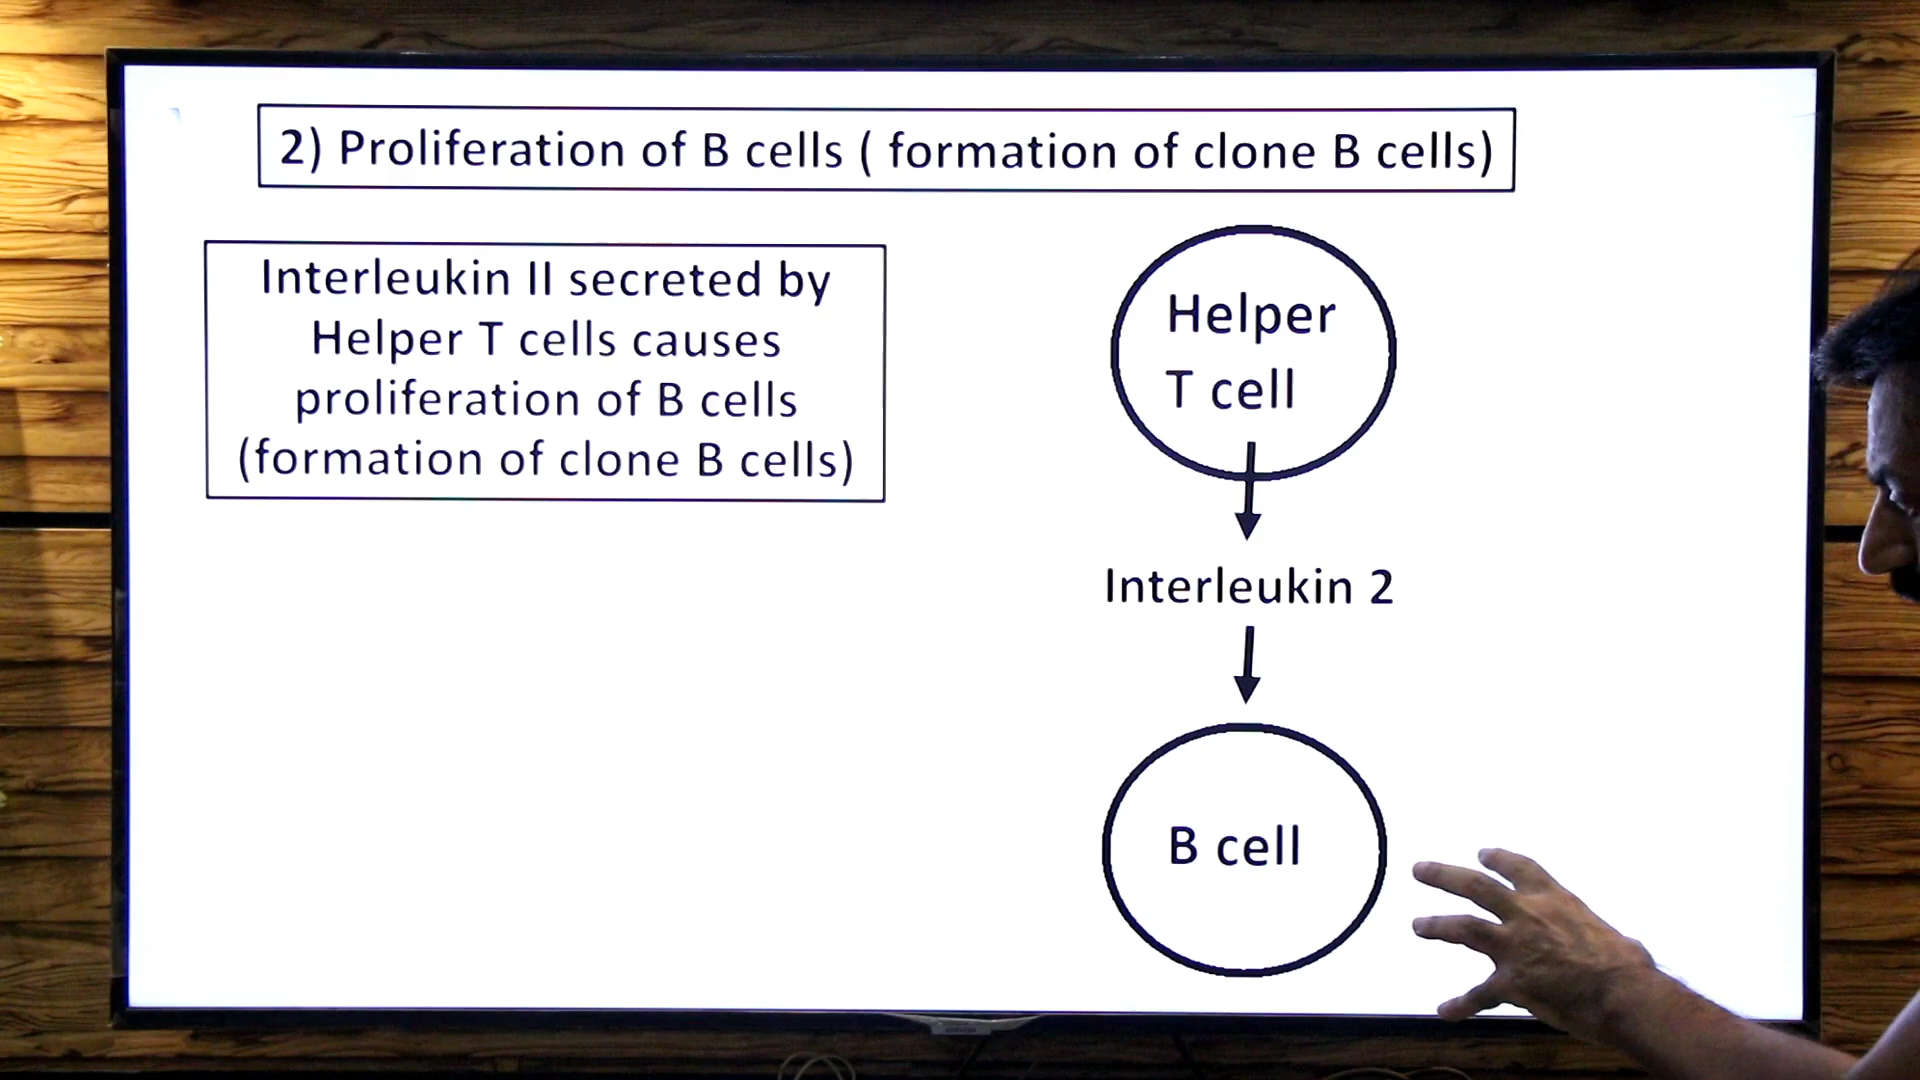 2) Proliferation of B cells ( formation of clone B cells)
Interleukin II secreted by
Helper T cells causes
proliferation of B cells
(formation of clone B cells)
Helper
T cell
Interleukin 2
B cell